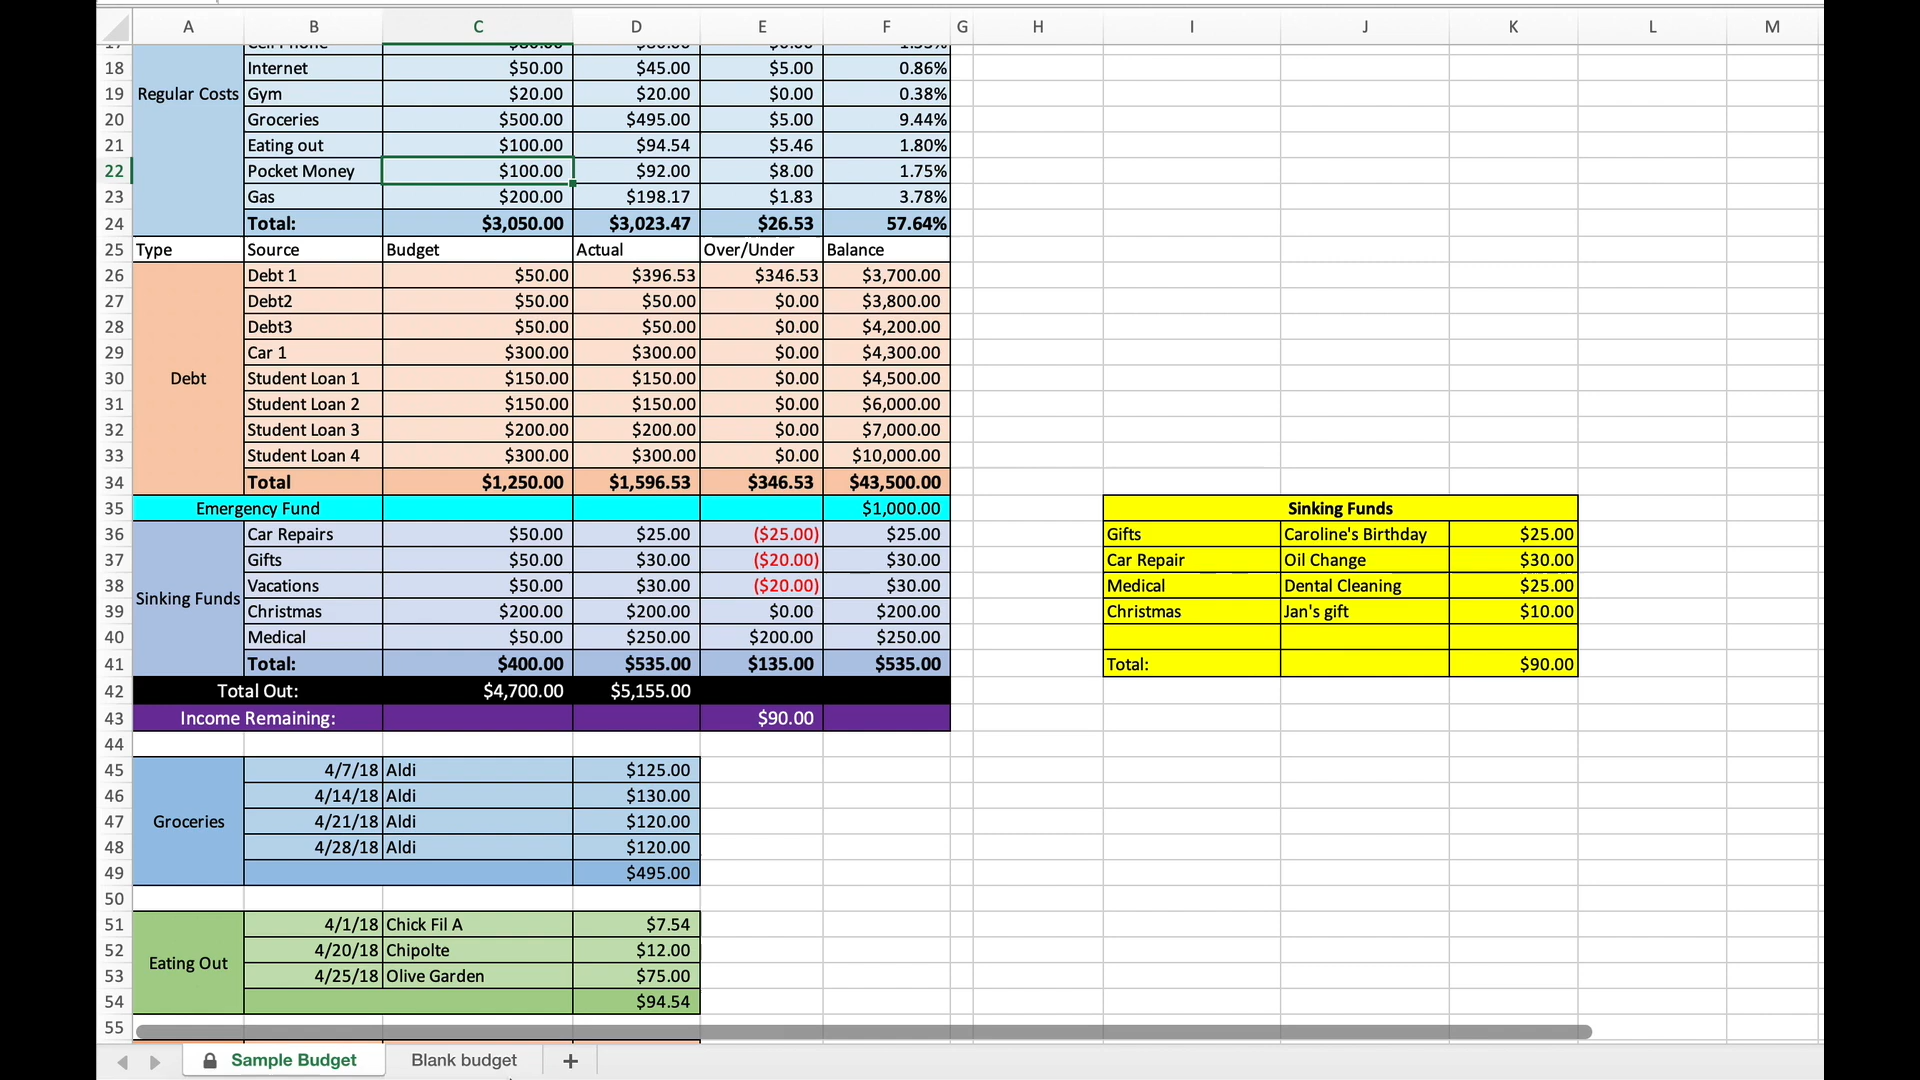 A B C D E F G H I J K L M
18 Internet $50.00 $45.00 $5.00 0.86%
19 Regular Costs Gym $20.00 $20.00 $0.00 0.38%
20 Groceries $500.00 $495.00 $5.00 9.44%
21 Eating out $100.00 $94.54 $5.46 1.80%
22 Pocket Money $100.00 $92.00 $8.00 1.75%
23 Gas $200.00 $198.17 $1.83 3.78%
24 Total: $3,050.00 $3,023.47 $26.53 57.64%
25 Type Source Budget Actual Over/Under Balance
26 Debt 1 $50.00 $396.53 $346.53 $3,700.00
27 Debt2 $50.00 $50.00 $0.00 $3,800.00
28 Debt3 $50.00 $50.00 $0.00 $4,200.00
29 Car 1 $300.00 $300.00 $0.00 $4,300.00
30 Debt Student Loan 1 $150.00 $150.00 $0.00 $4,500.00
31 Student Loan 2 $150.00 $150.00 $0.00 $6,000.00
32 Student Loan 3 $200.00 $200.00 $0.00 $7,000.00
33 Student Loan 4 $300.00 $300.00 $0.00 $10,000.00
34 Total $1,250.00 $1,596.53 $346.53 $43,500.00
35 Emergency Fund $1,000.00 Sinking Funds
36 Car Repairs $50.00 $25.00 ($25.00) $25.00 Gifts Caroline's Birthday $25.00
37 Gifts $50.00 $30.00 ($20.00) $30.00 Car Repair Oil Change $30.00
38 Vacations $50.00 $30.00 ($20.00) $30.00 Medical Dental Cleaning $25.00
39 Sinking Funds Christmas $200.00 $200.00 $0.00 $200.00 Christmas Jan's gift $10.00
40 Medical $50.00 $250.00 $200.00 $250.00
41 Total: $400.00 $535.00 $135.00 $535.00 Total: $90.00
42 Total Out: $4,700.00 $5,155.00
43 Income Remaining: $90.00
44
45 4/7/18 Aldi $125.00
46 4/14/18 Aldi $130.00
47 Groceries 4/21/18 Aldi $120.00
48 4/28/18 Aldi $120.00
49 $495.00
50
51 4/1/18 Chick Fil A $7.54
52 4/20/18 Chipolte $12.00
53 Eating Out 4/25/18 Olive Garden $75.00
54 $94.54
55
Sample Budget Blank budget +